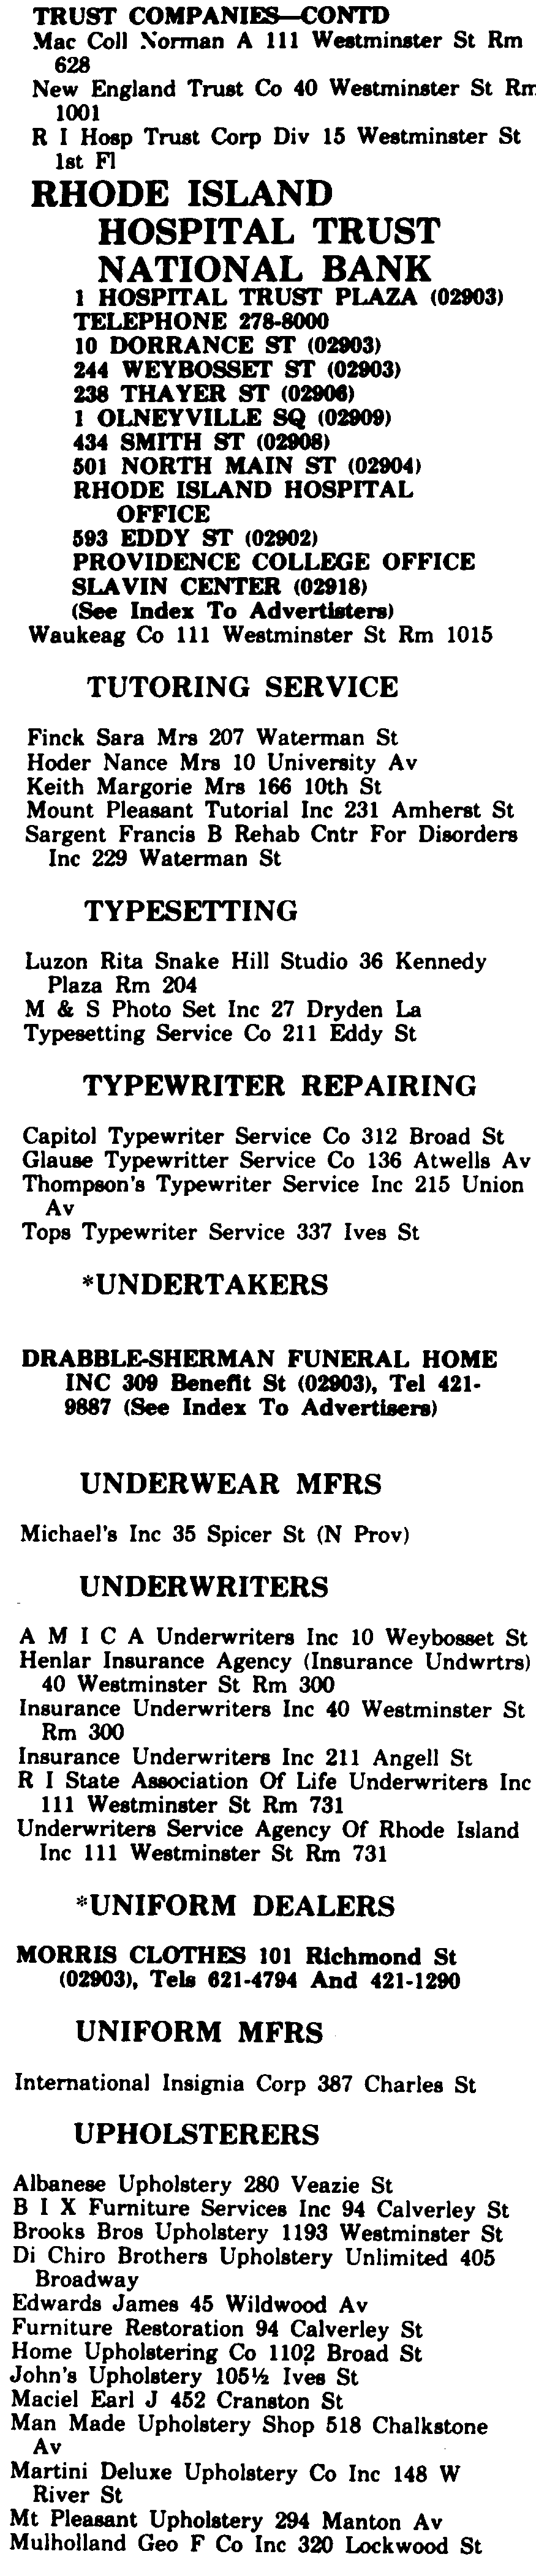 TRUST COMPANIES—CONTD
Mac Coll Norman A 111 Westminster St Rm
628
New England Trust Co 40 Westminster St Rm
1001
R I Hosp Trust Corp Div 15 Westminster St
1st Fl
RHODE ISLAND
HOSPITAL TRUST
NATIONAL BANK
1 HOSPITAL TRUST PLAZA (02903)
TELEPHONE 278-8000
10 DORRANCE ST (02903)
244 WEYBOSSET ST (02903)
238 THAYER ST (02906)
1 OLNEYVILLE SQ (02909)
434 SMITH ST (02908)
501 NORTH MAIN ST (02904)
RHODE ISLAND HOSPITAL
OFFICE
593 EDDY ST (02902)
PROVIDENCE COLLEGE OFFICE
SLAVIN CENTER (02918)
(See Index To Advertisters)
Waukeag Co 111 Westminster St Rm 1015
TUTORING SERVICE
Finck Sara Mrs 207 Waterman St
Hoder Nance Mrs 10 University Av
Keith Margorie Mrs 166 10th St
Mount Pleasant Tutorial Inc 231 Amherst St
Sargent Francis B Rehab Cntr For Disorders
Inc 229 Waterman St
TYPESETTING
Luzon Rita Snake Hill Studio 36 Kennedy
Plaza Rm 204
M & S Photo Set Inc 27 Dryden La
Typesetting Service Co 211 Eddy St
TYPEWRITER REPAIRING
Capitol Typewriter Service Co 312 Broad St
Glause Typewritter Service Co 136 Atwells Av
Thompson's Typewriter Service Inc 215 Union
Av
Tops Typewriter Service 337 Ives St
*UNDERTAKERS
DRABBLE-SHERMAN FUNERAL HOME
INC 309 Benefit St (02903), Tel 421-
9887 (See Index To Advertisers)
UNDERWEAR MFRS
Michael's Inc 35 Spicer St (N Prov)
UNDERWRITERS
A M I C A Underwriters Inc 10 Weybosset St
Henlar Insurance Agency (Insurance Undwrtrs)
40 Westminster St Rm 300
Insurance Underwriters Inc 40 Westminster St
Rm 300
Insurance Underwriters Inc 211 Angell St
R I State Association Of Life Underwriters Inc
111 Westminster St Rm 731
Underwriters Service Agency Of Rhode Island
Inc 111 Westminster St Rm 731
*UNIFORM DEALERS
MORRIS CLOTHES 101 Richmond St
(02903), Tels 621-4794 And 421-1290
UNIFORM MFRS
International Insignia Corp 387 Charles St
UPHOLSTERERS
Albanese Upholstery 280 Veazie St
B I X Furniture Services Inc 94 Calverley St
Brooks Bros Upholstery 1193 Westminster St
Di Chiro Brothers Upholstery Unlimited 405
Broadway
Edwards James 45 Wildwood Av
Furniture Restoration 94 Calverley St
Home Upholstering Co 1102 Broad St
John's Upholstery 105½ Ives St
Maciel Earl J 452 Cranston St
Man Made Upholstery Shop 518 Chalkstone
Av
Martini Deluxe Upholstery Co Inc 148 W
River St
Mt Pleasant Upholstery 294 Manton Av
Mulholland Geo F Co Inc 320 Lockwood St